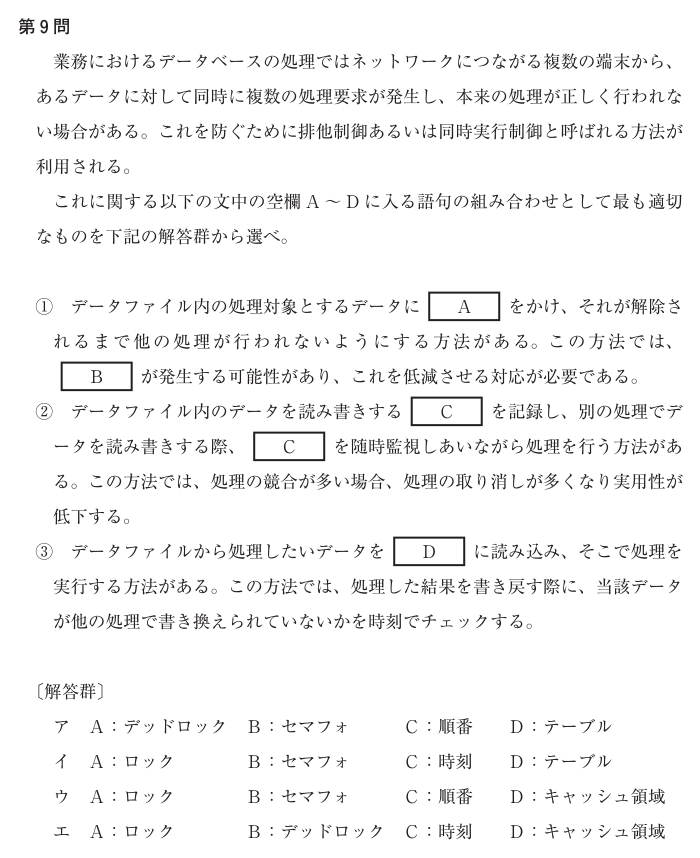 第9問
業務におけるデータベースの処理ではネットワークにつながる複数の端末から、
あるデータに対して同時に複数の処理要求が発生し、本来の処理が正しく行われな
い場合がある。これを防ぐために排他制御あるいは同時実行制御と呼ばれる方法が
利用される。
これに関する以下の文中の空欄A～Dに入る語句の組み合わせとして最も適切
なものを下記の解答群から選べ。
① データファイル内の処理対象とするデータに A をかけ、それが解除さ
れるまで他の処理が行われないようにする方法がある。この方法では、
B が発生する可能性があり、これを低減させる対応が必要である。
② データファイル内のデータを読み書きする C を記録し、別の処理でデ
ータを読み書きする際、 C を随時監視しあいながら処理を行う方法があ
る。この方法では、処理の競合が多い場合、処理の取り消しが多くなり実用性が
低下する。
③ データファイルから処理したいデータを D に読み込み、そこで処理を
実行する方法がある。この方法では、処理した結果を書き戻す際に、当該データ
が他の処理で書き換えられていないかを時刻でチェックする。
〔解答群〕
ア A：デッドロック B：セマフォ C：順番 D：テーブル
イ A：ロック B：セマフォ C：時刻 D：テーブル
ウ A：ロック B：セマフォ C：順番 D：キャッシュ領域
エ A：ロック B：デッドロック C：時刻 D：キャッシュ領域